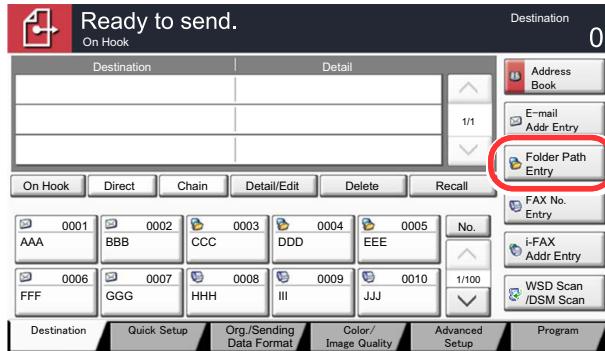 Ready to send.
On Hook
Destination
0
Destination Detail
1/1
Address
Book
E-mail
Addr Entry
Folder Path
Entry
FAX No.
Entry
i-FAX
Addr Entry
WSD Scan
/DSM Scan
On Hook Direct Chain Detail/Edit Delete Recall
0001 0002 0003 0004 0005 No.
AAA BBB CCC DDD EEE
0006 0007 0008 0009 0010 1/100
FFF GGG HHH III JJJ
Destination Quick Setup Org./Sending
Data Format Color/
Image Quality Advanced
Setup Program